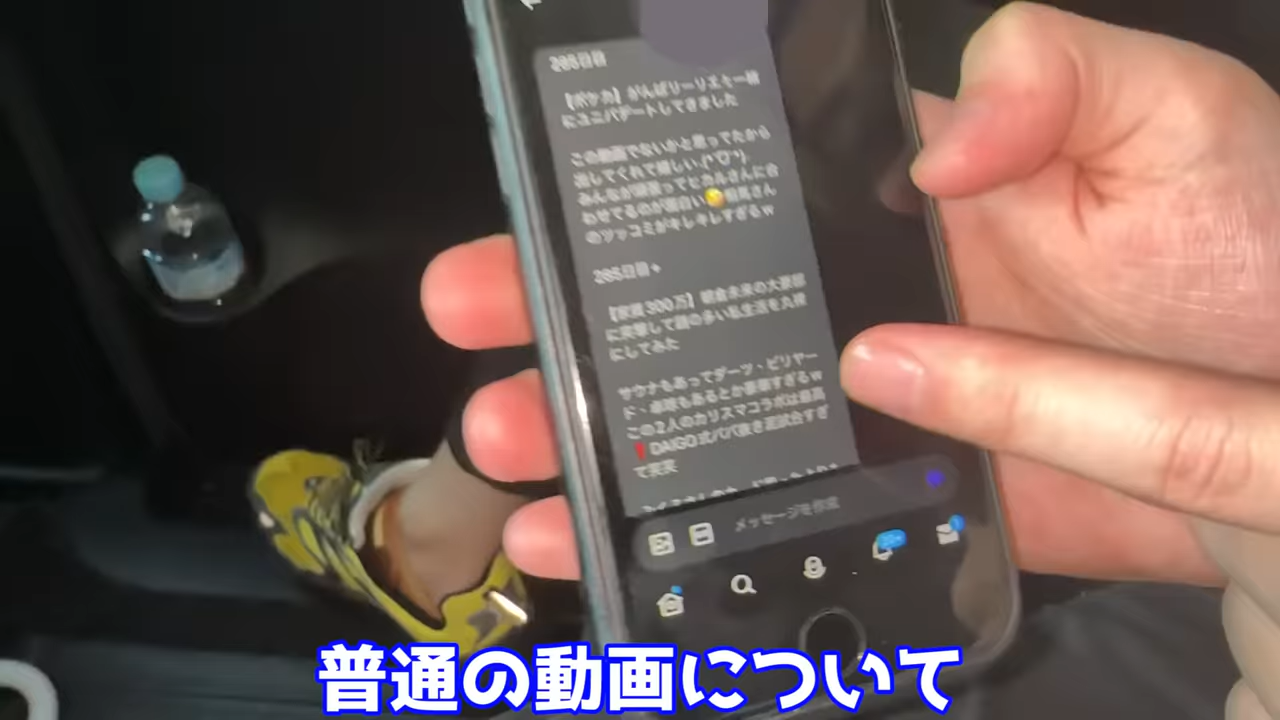 285日目
【ポケカ】がんばリーリエと一緒
にユニバデートしてきました
この動画でないかと思ってたから
出してくれて嬉しい
みんなが頑張ってヒカルさんに合
わせてるのが面白い🤣相馬さん
のツッコミがキレキレすぎるw
285日目+
【家賃300万】朝倉未来の大豪邸
に突撃して謎の多い私生活を丸裸
にしてみた
サウナもあってダーツ・ビリヤー
ド・卓球もあるとか豪華すぎるw
この2人のカリスマコラボは最高
❗DAIGO式ババ抜き泥試合すぎ
て爆笑
メッセージを作成
20+
1
普通の動画について